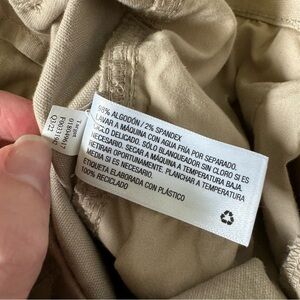 98% ALGODÓN / 2% SPANDEX
LAVAR A MÁQUINA CON AGUA FRÍA POR SEPARADO.
CICLO DELICADO. SÓLO BLANQUEADOR SIN CLORO SI ES
NECESARIO. SECAR A MÁQUINA A TEMPERATURA BAJA.
RETIRAR OPORTUNAMENTE. PLANCHAR A TEMPERATURA
MEDIA SI ES NECESARIO.
ETIQUETA ELABORADA CON PLÁSTICO
100% RECICLADO